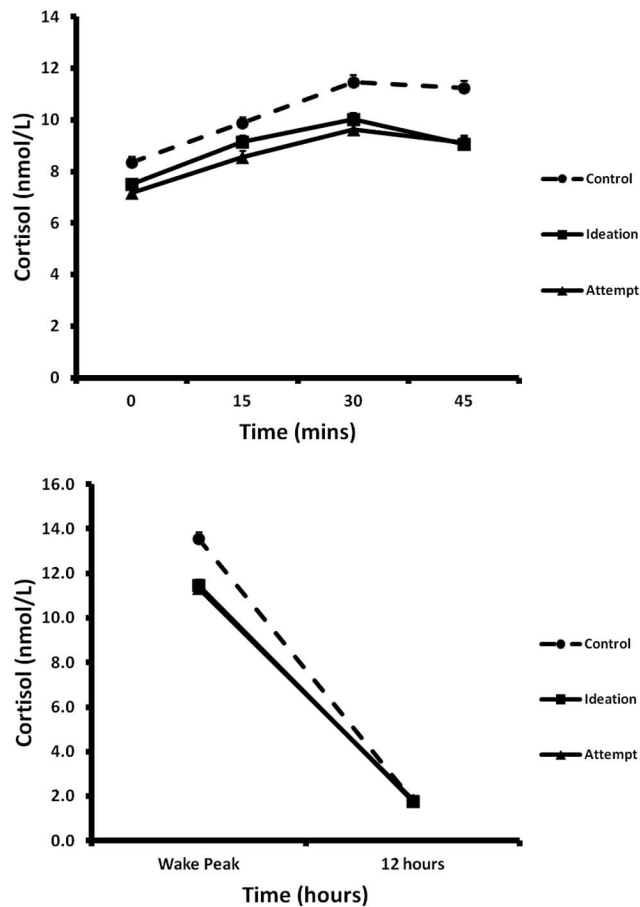 14
12
10
8
6
4
2
0
Cortisol (nmol/L)
0 15 30 45
Time (mins)
Control
Ideation
Attempt
16.0
14.0
12.0
10.0
8.0
6.0
4.0
2.0
0.0
Cortisol (nmol/L)
Wake Peak 12 hours
Time (hours)
Control
Ideation
Attempt